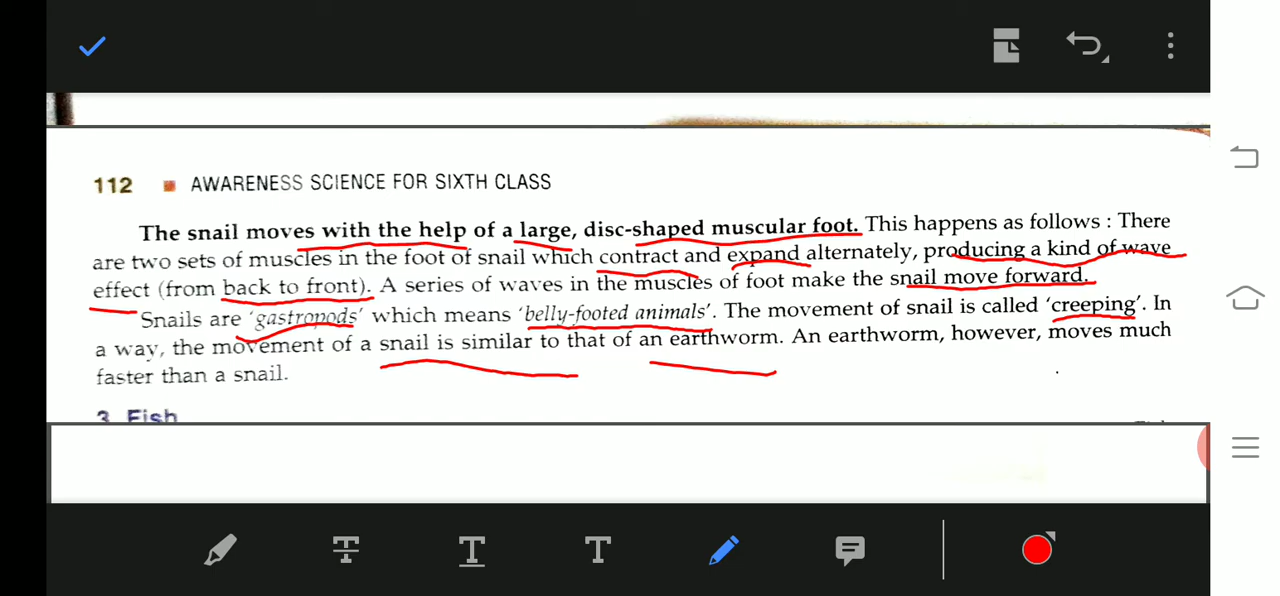 112 ■ AWARENESS SCIENCE FOR SIXTH CLASS
The snail moves with the help of a large, disc-shaped muscular foot. This happens as follows : There
are two sets of muscles in the foot of snail which contract and expand alternately, producing a kind of wave
effect (from back to front). A series of waves in the muscles of foot make the snail move forward.
Snails are 'gastropods' which means 'belly-footed animals'. The movement of snail is called 'creeping'. In
a way, the movement of a snail is similar to that of an earthworm. An earthworm, however, moves much
faster than a snail.
3. Fish
T
T
T